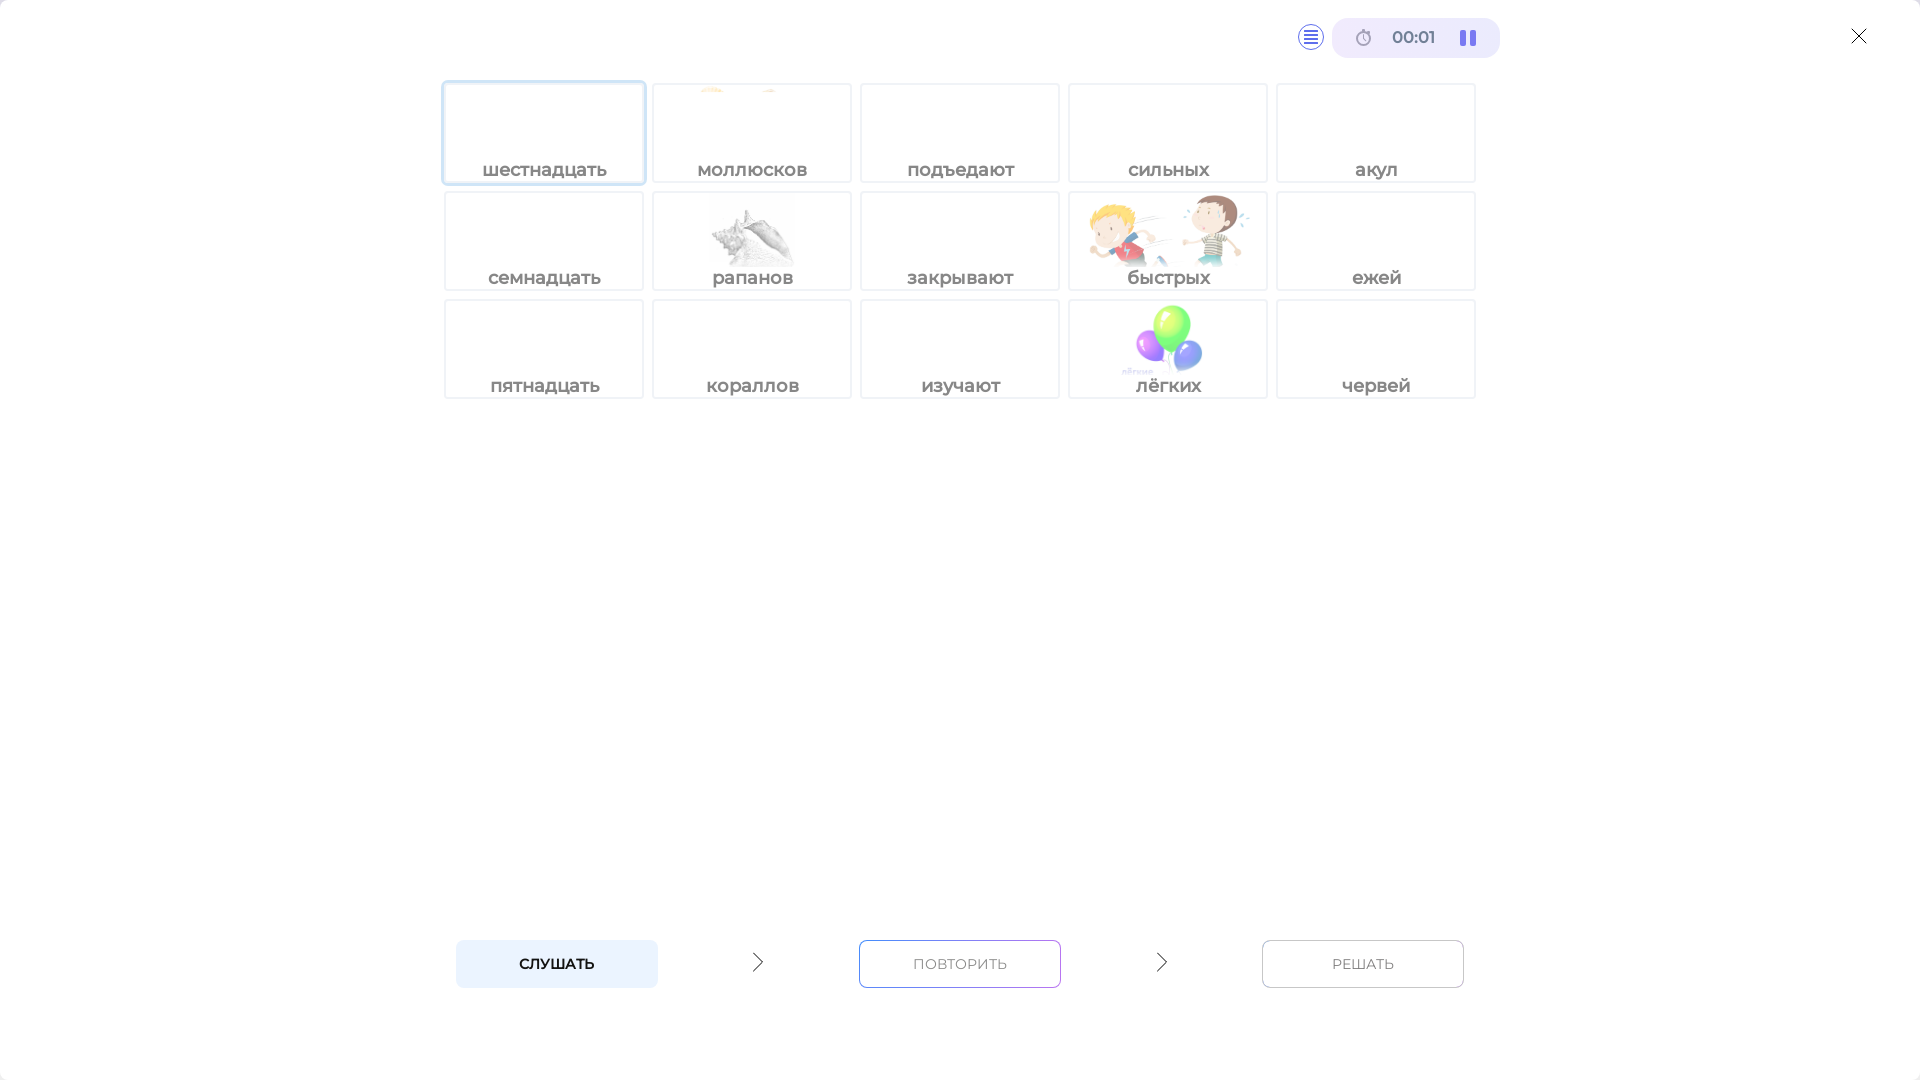 00:01
шестнадцать моллюсков подъедают сильных акул
семнадцать рапанов закрывают быстрых ежей
лёгкие
пятнадцать кораллов изучают лёгких червей
СЛУШАТЬ ПОВТОРИТЬ РЕШАТЬ